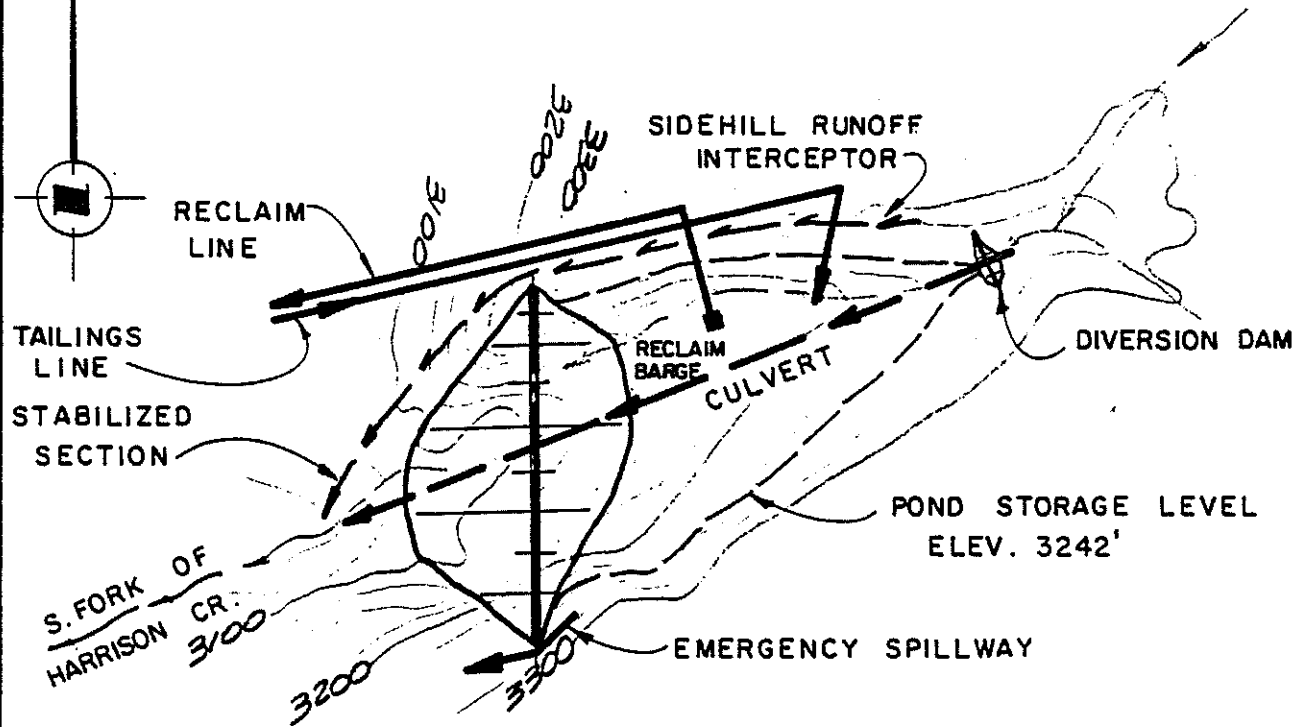 SIDEHILL RUNOFF
INTERCEPTOR
3200
3300
3100
RECLAIM
LINE
TAILINGS
LINE
STABILIZED
SECTION
RECLAIM
BARGE
CULVERT
DIVERSION DAM
POND STORAGE LEVEL
ELEV. 3242'
S. FORK OF
HARRISON CR.
3100
3200
3300
EMERGENCY SPILLWAY